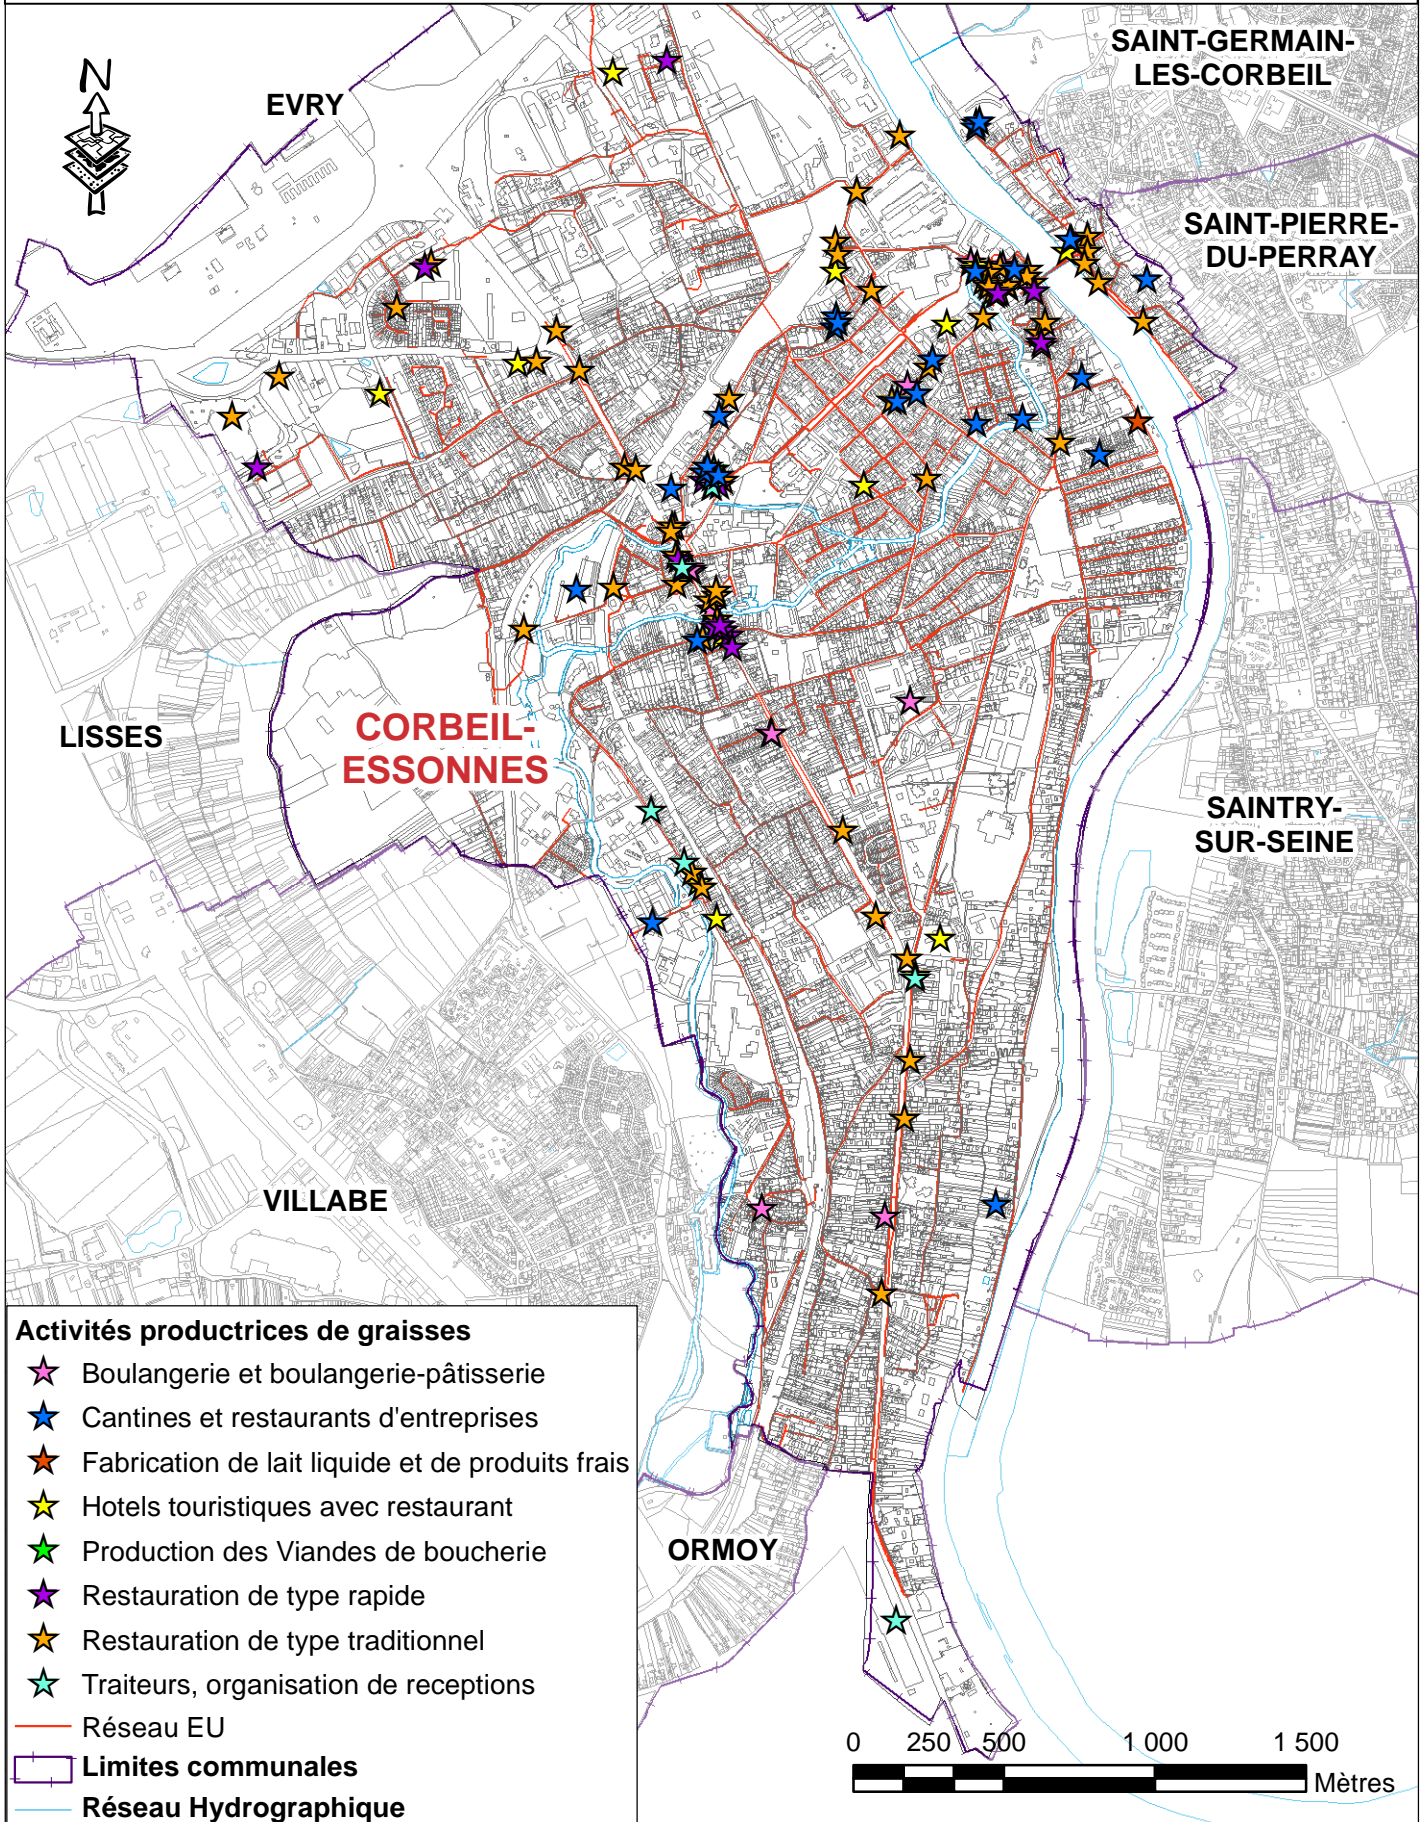 N
EVRY
SAINT-GERMAIN-
LES-CORBEIL
SAINT-PIERRE-
DU-PERRAY
LISSES
CORBEIL-
ESSONNES
SAINTRY-
SUR-SEINE
VILLABE
ORMOY
Activités productrices de graisses
Boulangerie et boulangerie-pâtisserie
Cantines et restaurants d'entreprises
Fabrication de lait liquide et de produits frais
Hotels touristiques avec restaurant
Production des Viandes de boucherie
Restauration de type rapide
Restauration de type traditionnel
Traiteurs, organisation de receptions
Réseau EU
Limites communales
Réseau Hydrographique
0 250 500 1 000 1 500
Mètres